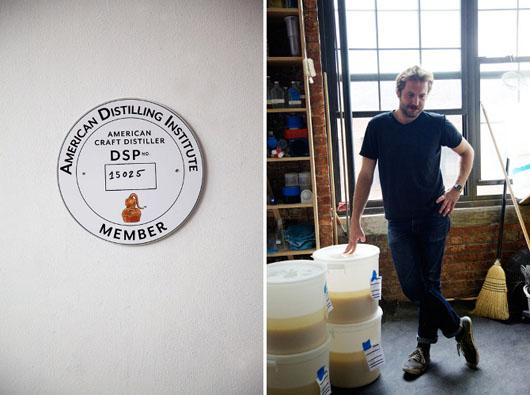 AMERICAN DISTILLING INSTITUTE
AMERICAN
CRAFT DISTILLER
DSP NO.
15025
MEMBER